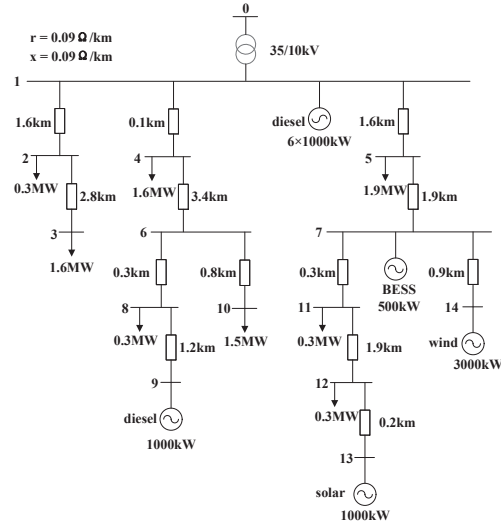 0
r = 0.09 Ω/km
x = 0.09 Ω/km
35/10kV
1
1.6km
0.1km
diesel
6×1000kW
1.6km
2
4
5
0.3MW
2.8km
1.6MW
3.4km
1.9MW
1.9km
3
6
7
1.6MW
0.3km
0.8km
0.3km
BESS
500kW
0.9km
8
10
11
14
0.3MW
1.2km
1.5MW
0.3MW
1.9km
wind
3000kW
9
12
diesel
1000kW
0.3MW
0.2km
13
solar
1000kW